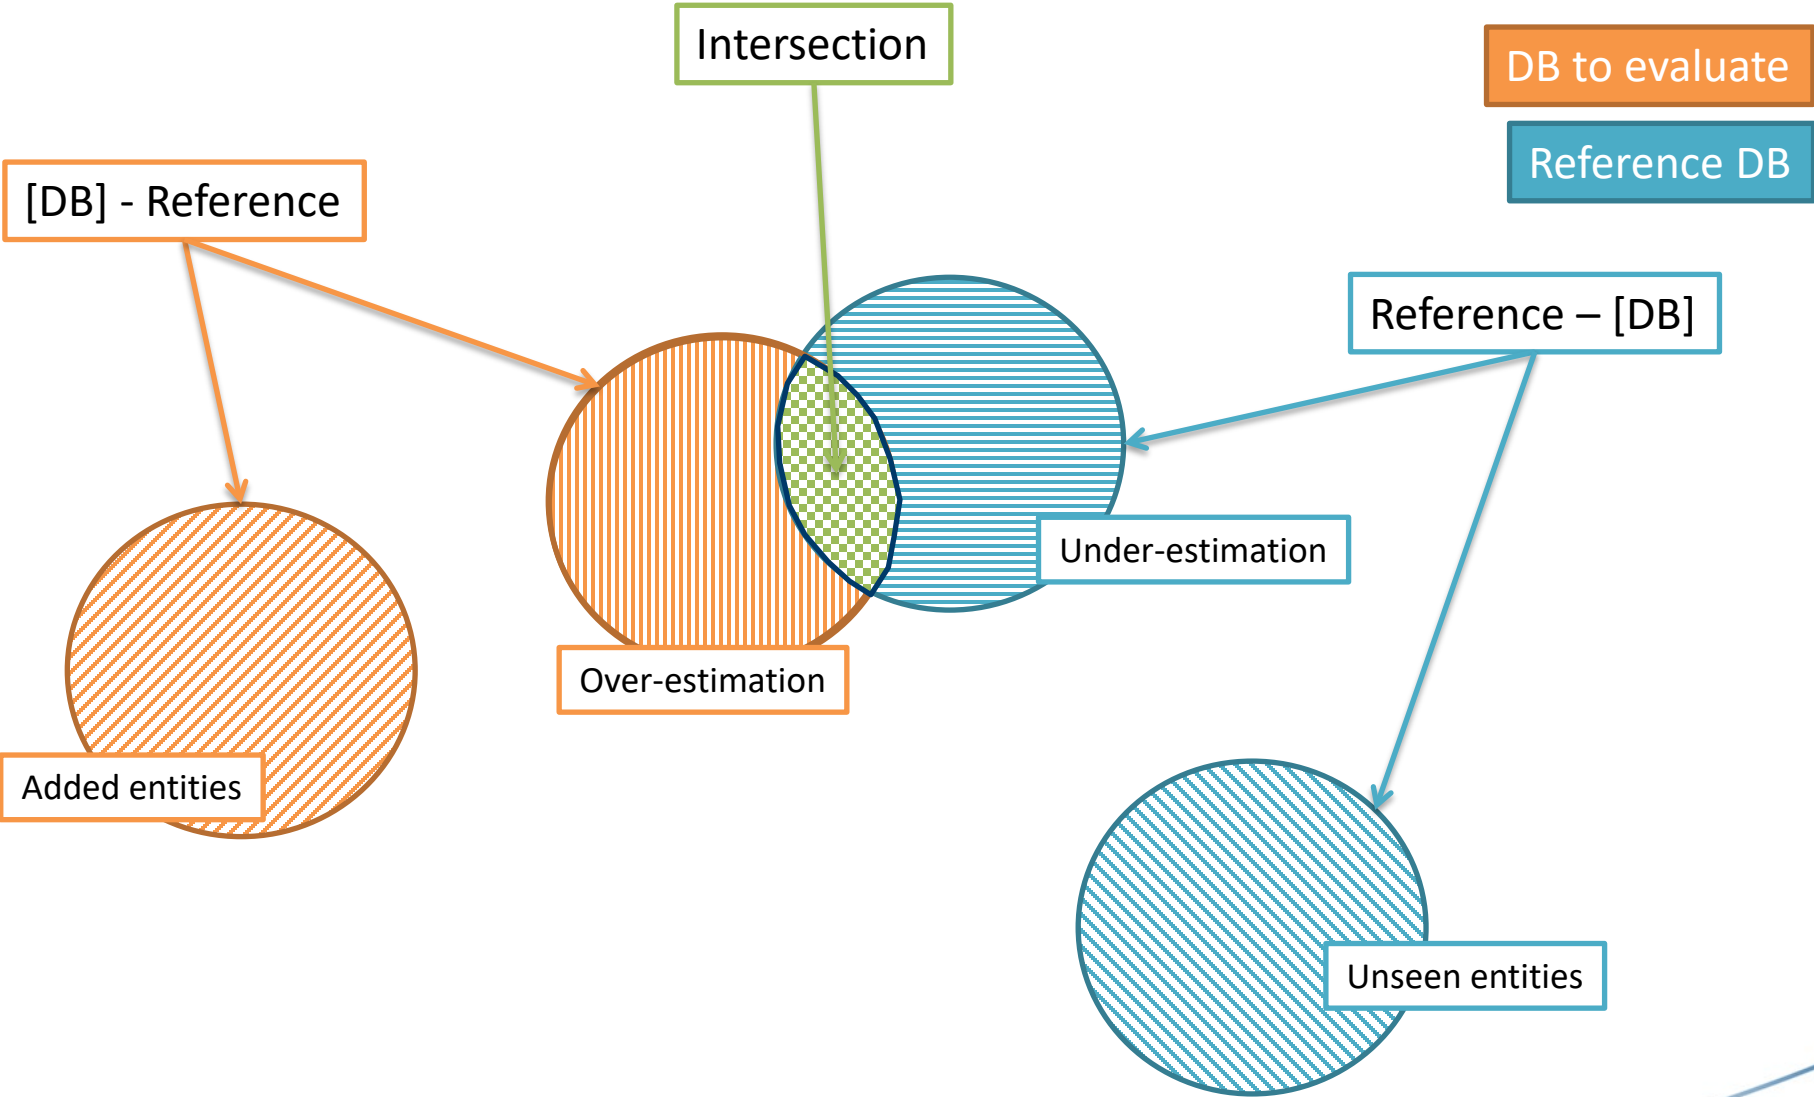 Intersection
DB to evaluate
Reference DB
[DB] - Reference
Reference – [DB]
Under-estimation
Over-estimation
Added entities
Unseen entities